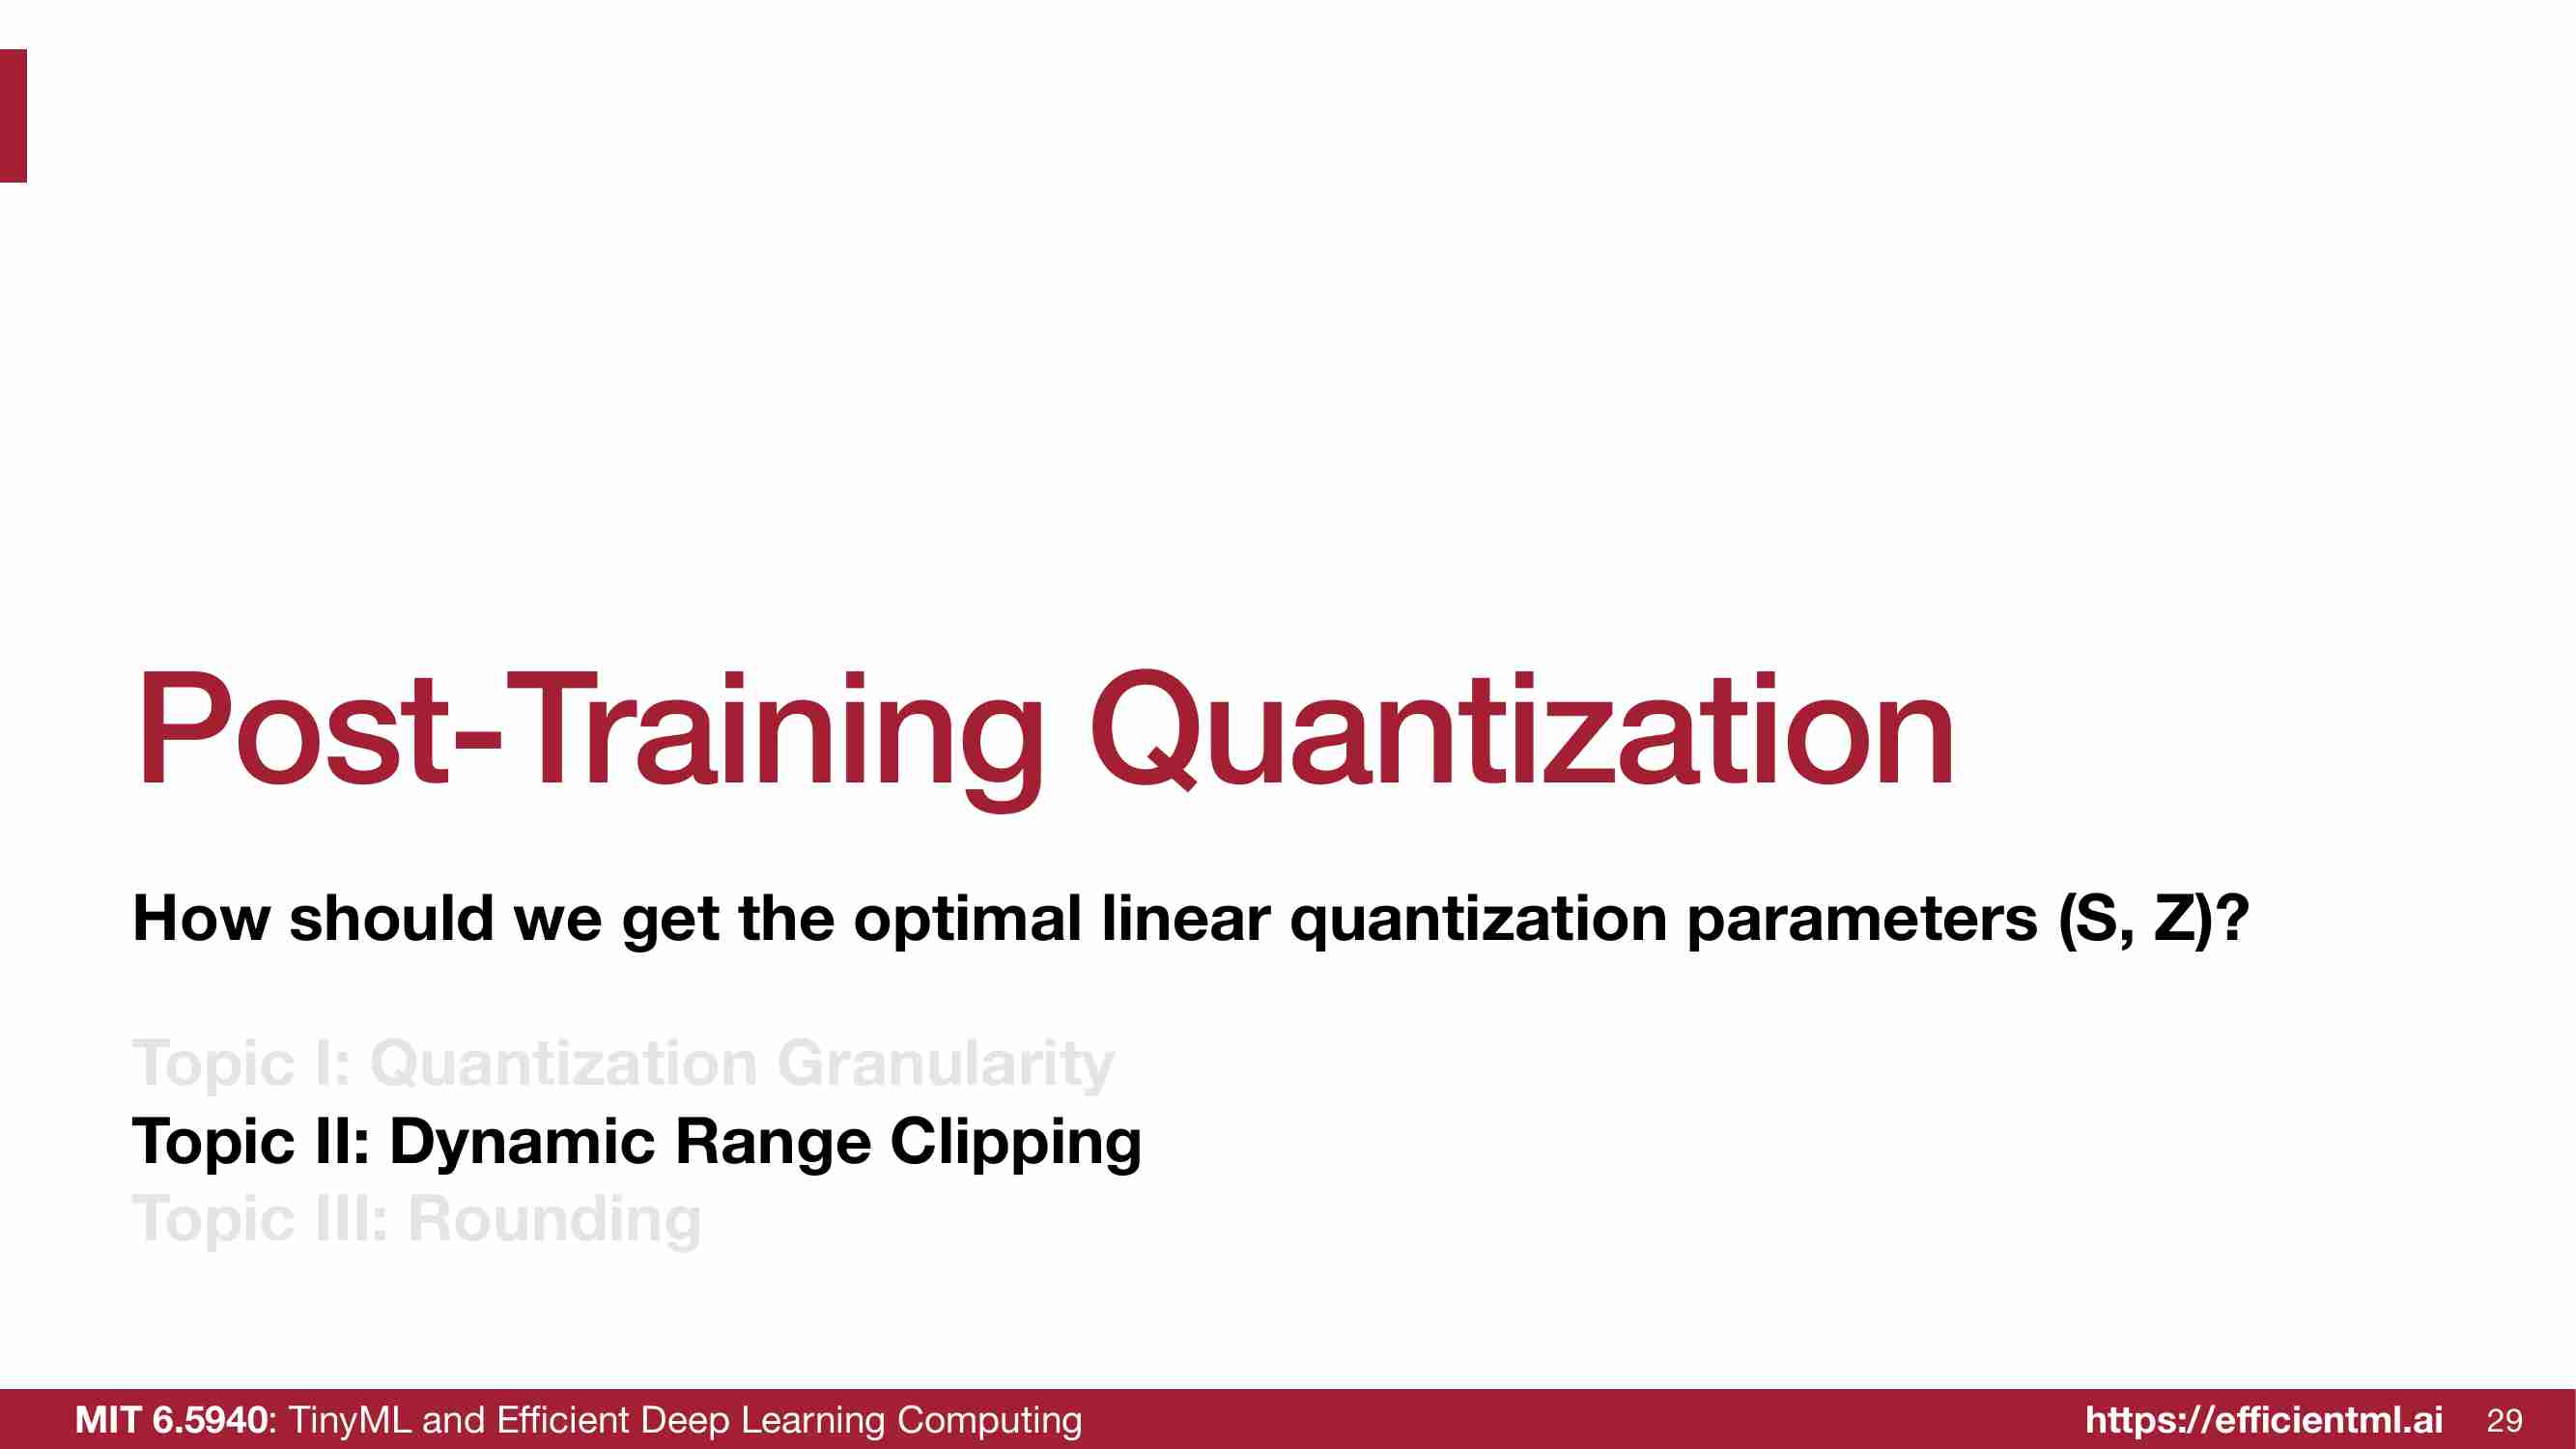 Post-Training Quantization
How should we get the optimal linear quantization parameters (S, Z)?
Topic I: Quantization Granularity
Topic II: Dynamic Range Clipping
Topic III: Rounding
MIT 6.5940: TinyML and Efficient Deep Learning Computing
https://efficientml.ai 29